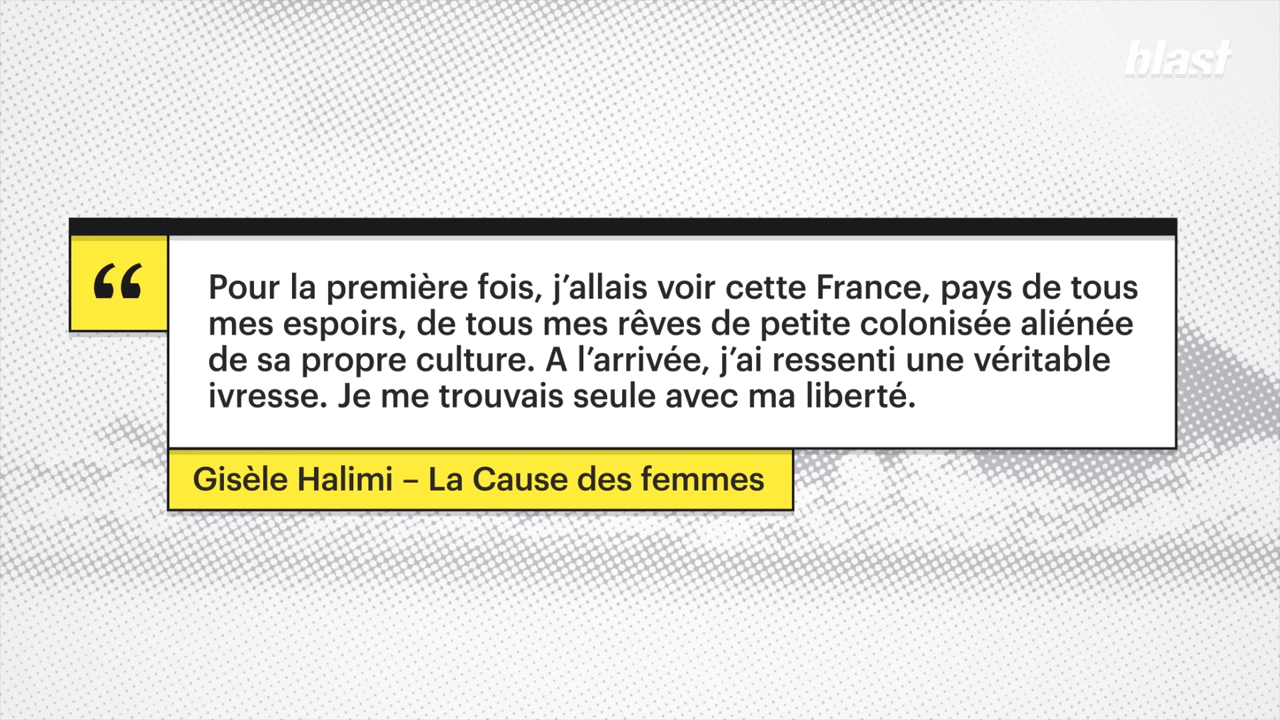 blast
“
Pour la première fois, j’allais voir cette France, pays de tous
mes espoirs, de tous mes rêves de petite colonisée aliénée
de sa propre culture. A l’arrivée, j’ai ressenti une véritable
ivresse. Je me trouvais seule avec ma liberté.
Gisèle Halimi – La Cause des femmes